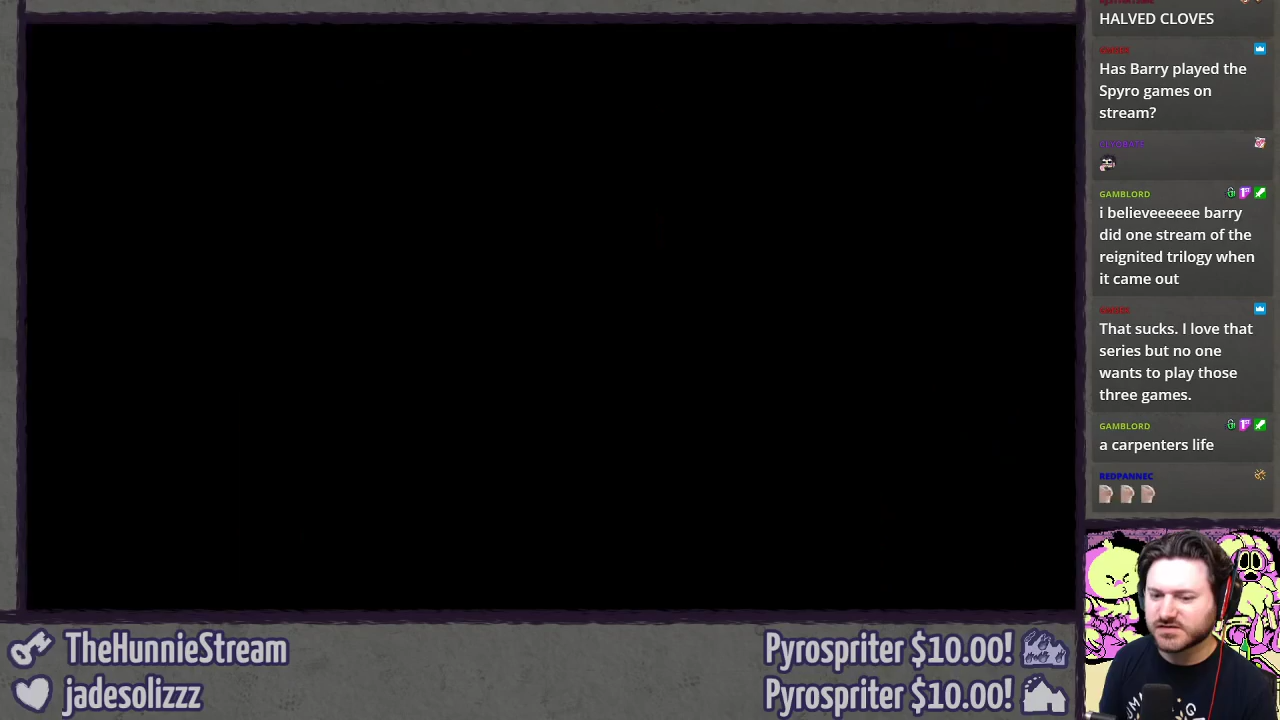 HALVED CLOVES
Has Barry played the
Spyro games on
stream?
GAMBLORD
i believeeeeee barry
did one stream of the
reignited trilogy when
it came out
That sucks. I love that
series but no one
wants to play those
three games.
GAMBLORD
a carpenters life
REDPANNEC
TheHunnieStream
Pyrospriter $10.00!
jadesolizzz
Pyrospriter $10.00!